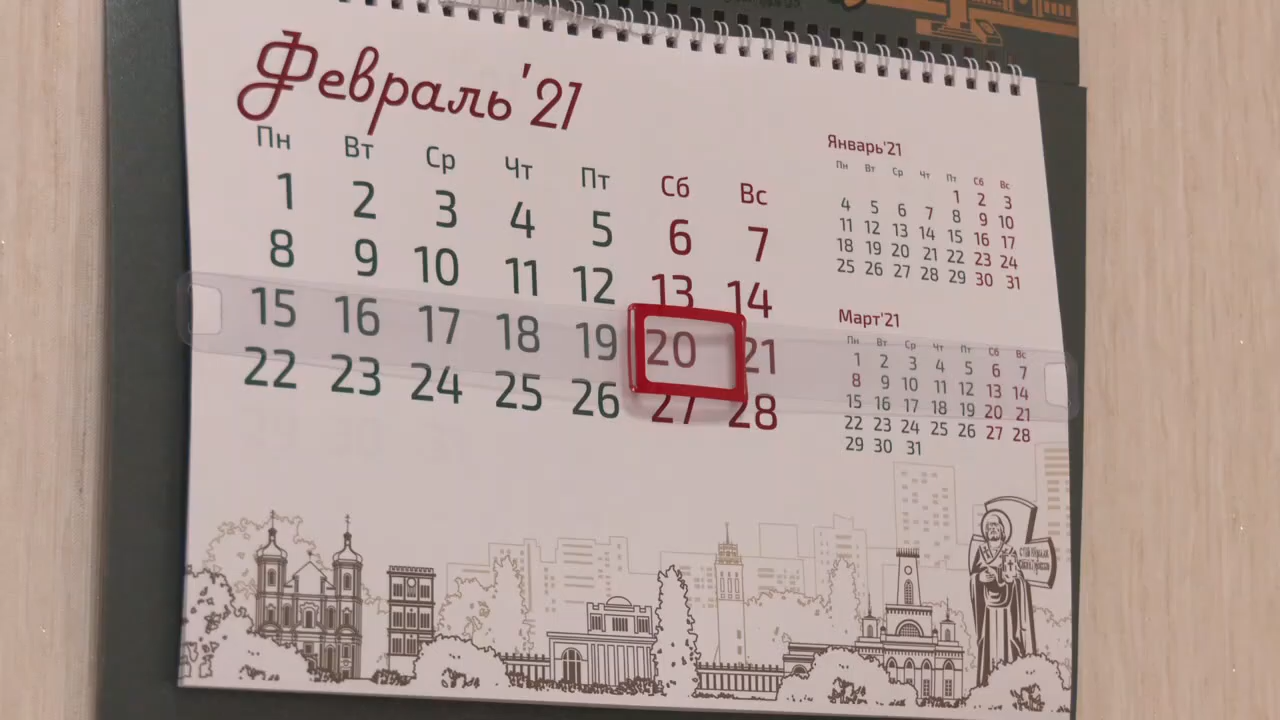 Февраль'21
Пн Вт Ср Чт Пт Сб Вс
1 2 3 4 5 6 7
8 9 10 11 12 13 14
15 16 17 18 19 20 21
22 23 24 25 26 27 28
Январь'21
Пн Вт Ср Чт Пт Сб Вс
1 2 3
4 5 6 7 8 9 10
11 12 13 14 15 16 17
18 19 20 21 22 23 24
25 26 27 28 29 30 31
Март'21
Пн Вт Ср Чт Пт Сб Вс
1 2 3 4 5 6 7
8 9 10 11 12 13 14
15 16 17 18 19 20 21
22 23 24 25 26 27 28
29 30 31